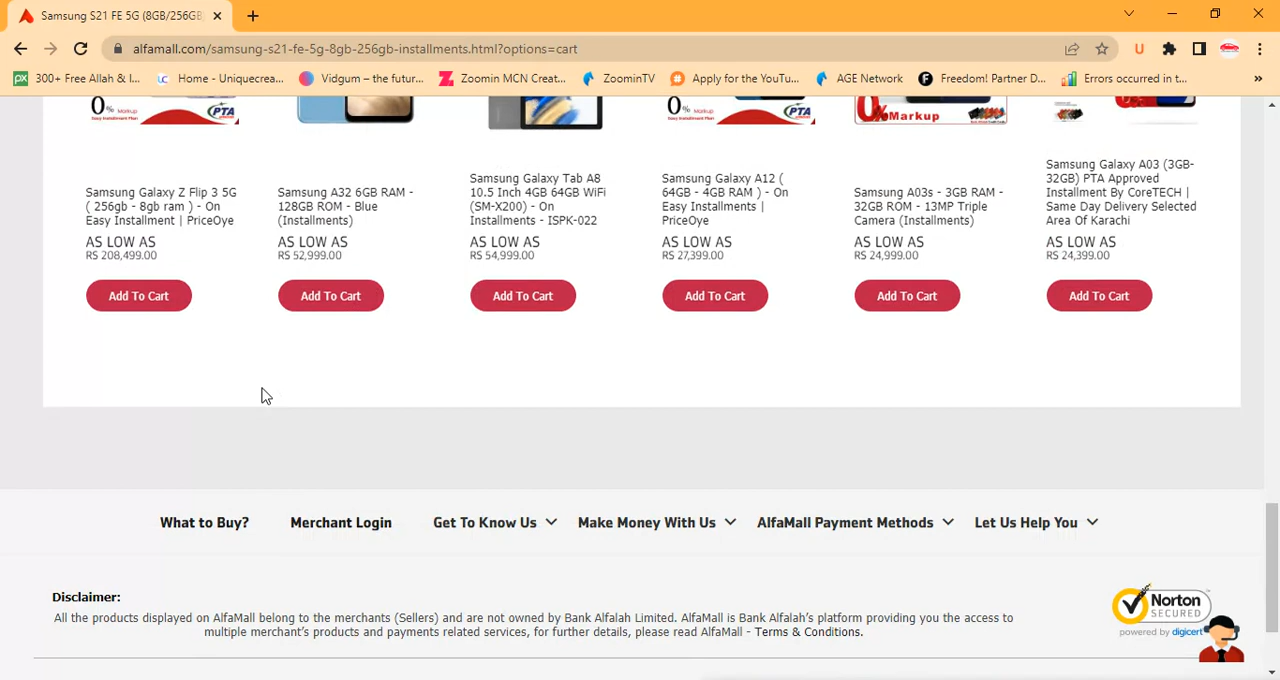 Samsung S21 FE 5G (8GB/256GB
alfamall.com/samsung-s21-fe-5g-8gb-256gb-installments.html?options=cart
300+ Free Allah & I... Home - Uniquecrea... Vidgum – the futur... Zoomin MCN Creat... ZoominTV Apply for the YouTu... AGE Network Freedom! Partner D... Errors occurred in t...
0% Markup
Easy Installment Plan
PTA
0% Markup
Easy Installment Plan
PTA
0% Markup
Samsung Galaxy Z Flip 3 5G
( 256gb - 8gb ram ) - On
Easy Installment | PriceOye
AS LOW AS
RS 208,499.00
Add To Cart
Samsung A32 6GB RAM -
128GB ROM - Blue
(Installments)
AS LOW AS
RS 52,999.00
Add To Cart
Samsung Galaxy Tab A8
10.5 Inch 4GB 64GB WiFi
(SM-X200) - On
Installments - ISPK-022
AS LOW AS
RS 54,999.00
Add To Cart
Samsung Galaxy A12 (
64GB - 4GB RAM ) - On
Easy Installments |
PriceOye
AS LOW AS
RS 27,399.00
Add To Cart
Samsung A03s - 3GB RAM -
32GB ROM - 13MP Triple
Camera (Installments)
AS LOW AS
RS 24,999.00
Add To Cart
Samsung Galaxy A03 (3GB-
32GB) PTA Approved
Installment By CoreTECH |
Same Day Delivery Selected
Area Of Karachi
AS LOW AS
RS 24,399.00
Add To Cart
What to Buy? Merchant Login Get To Know Us Make Money With Us AlfaMall Payment Methods Let Us Help You
Disclaimer:
All the products displayed on AlfaMall belong to the merchants (Sellers) and are not owned by Bank Alfalah Limited. AlfaMall is Bank Alfalah's platform providing you the access to
multiple merchant's products and payments related services, for further details, please read AlfaMall - Terms & Conditions.
Norton
SECURED
powered by digicert